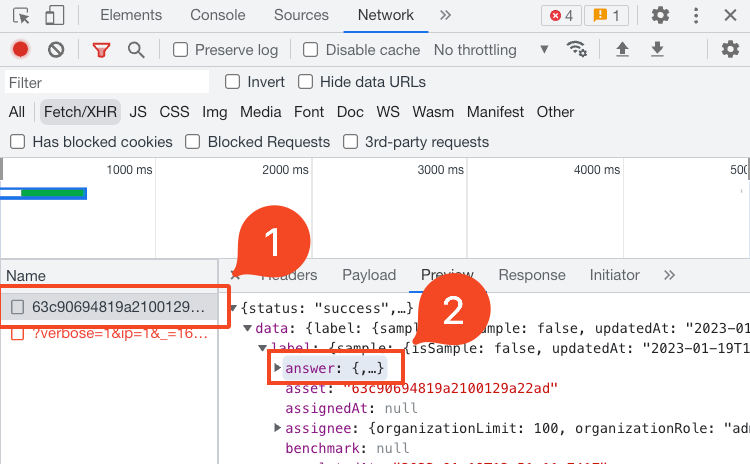 Elements Console Sources Network » 4 1
Preserve log Disable cache No throttling
Filter Invert Hide data URLs
All Fetch/XHR JS CSS Img Media Font Doc WS Wasm Manifest Other
Has blocked cookies Blocked Requests 3rd-party requests
1000 ms 2000 ms 3000 ms 4000 ms 500
1
Name
Headers Payload Preview Response Initiator »
63c90694819a2100129…
?verbose=1&ip=1&_=16…
2
{status: "success",…}
data: {label: {sample: false, updatedAt: "2023-01
label: {sample: {isSample: false, updatedAt: "2023-01-19T1
answer: {,…}
asset: "63c90694819a2100129a22ad"
assignedAt: null
assignee: {organizationLimit: 100, organizationRole: "adm
benchmark: null